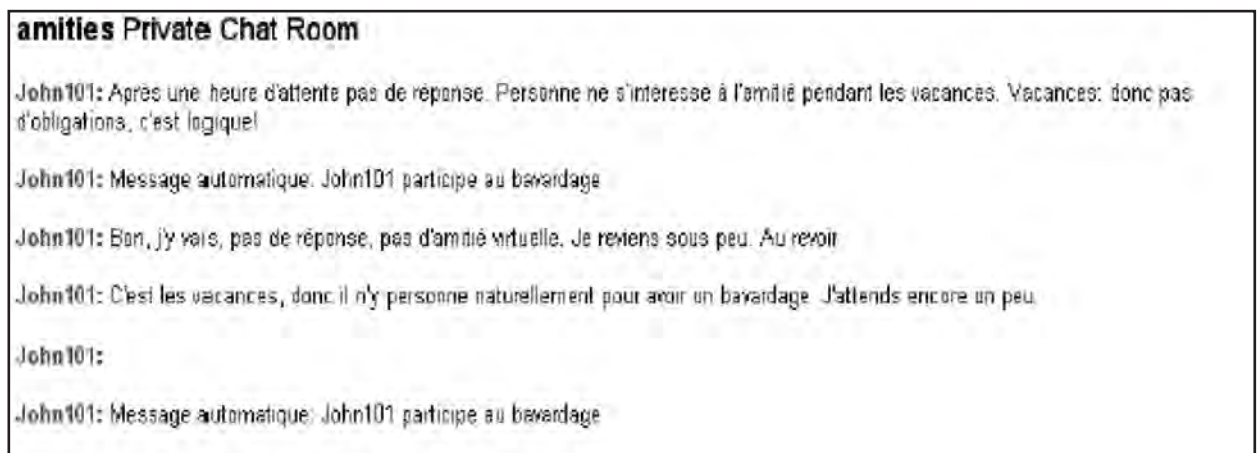 amities Private Chat Room
John101: Après une heure d'attente pas de réponse. Personne ne s'intéresse à l'amitié pendant les vacances. Vacances: donc pas
d'obligations, c'est logique!
John101: Message automatique. John101 participe au bavardage
John101: Bon, j'y vais, pas de réponse, pas d'amitié virtuelle. Je reviens sous peu. Au revoir
John101: C'est les vacances, donc il n'y personne naturellement pour avoir un bavardage. J'attends encore un peu.
John101:
John101: Message automatique: John101 participe au bavardage